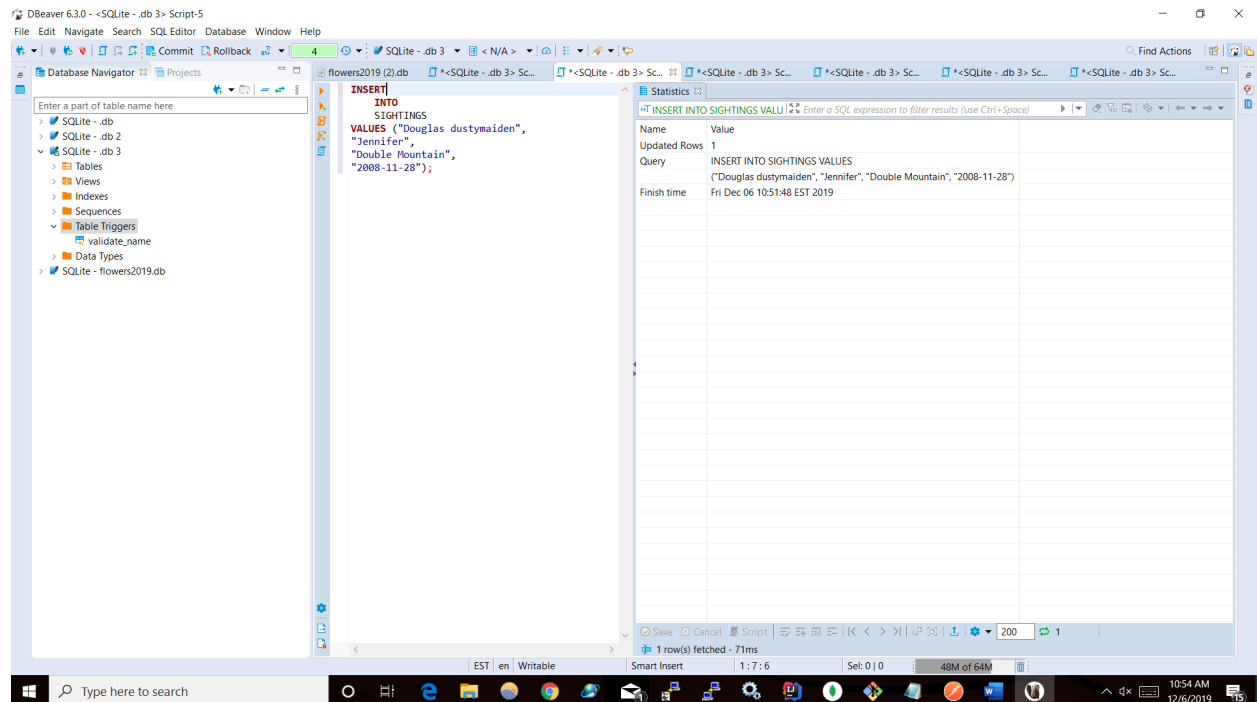 DBeaver 6.3.0 - <SQLite - .db 3> Script-5
File Edit Navigate Search SQL Editor Database Window Help
Commit Rollback 4 SQLite - .db 3 < N/A > Find Actions
Database Navigator Projects
Enter a part of table name here
SQLite - .db
SQLite - .db 2
SQLite - .db 3
Tables
Views
Indexes
Sequences
Table Triggers
validate_name
Data Types
SQLite - flowers2019.db
flowers2019 (2).db *<SQLite - .db 3> Sc... *<SQLite - .db 3> Sc... *<SQLite - .db 3> Sc... *<SQLite - .db 3> Sc... *<SQLite - .db 3> Sc... *<SQLite - .db 3> Sc...
INSERT
INTO
SIGHTINGS
VALUES ("Douglas dustymaiden",
"Jennifer",
"Double Mountain",
"2008-11-28");
Statistics
INSERT INTO SIGHTINGS VALU Enter a SQL expression to filter results (use Ctrl+Space)
Name Value
Updated Rows 1
Query INSERT INTO SIGHTINGS VALUES
("Douglas dustymaiden", "Jennifer", "Double Mountain", "2008-11-28")
Finish time Fri Dec 06 10:51:48 EST 2019
Save Cancel Script 200 1
1 row(s) fetched - 71ms
EST en Writable Smart Insert 1 : 7 : 6 Sel: 0 | 0 48M of 64M
Type here to search
10:54 AM
12/6/2019
15